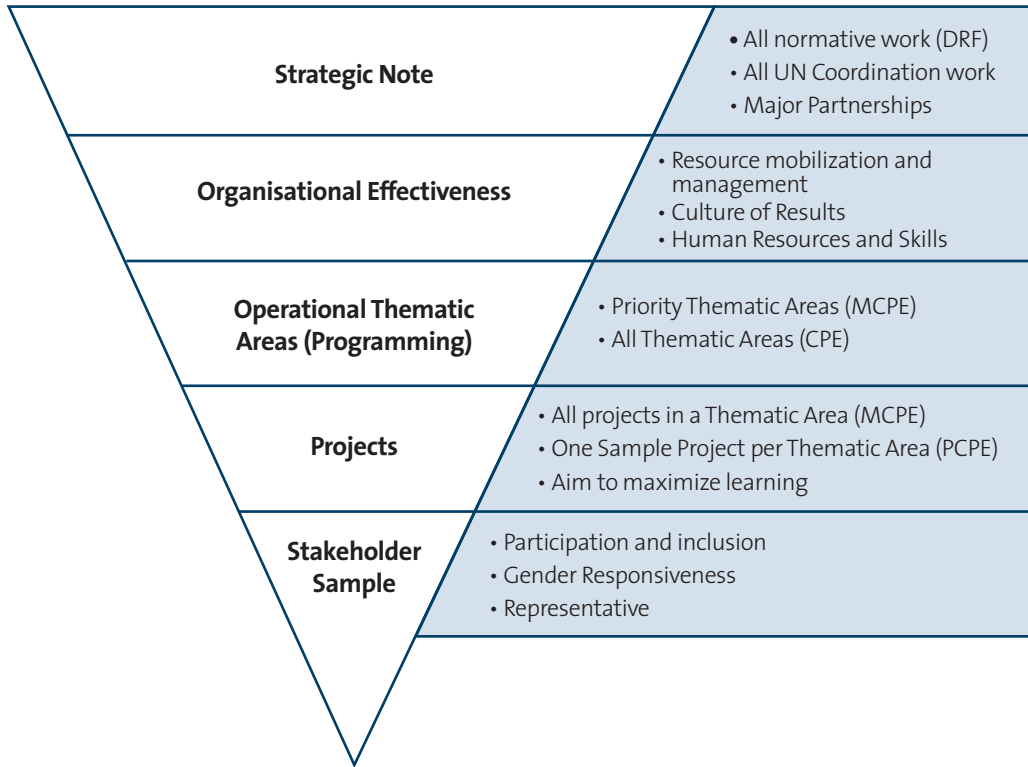 Strategic Note
• All normative work (DRF)
• All UN Coordination work
• Major Partnerships
Organisational Effectiveness
• Resource mobilization and
management
• Culture of Results
• Human Resources and Skills
Operational Thematic
Areas (Programming)
• Priority Thematic Areas (MCPE)
• All Thematic Areas (CPE)
Projects
• All projects in a Thematic Area (MCPE)
• One Sample Project per Thematic Area (PCPE)
• Aim to maximize learning
Stakeholder
Sample
• Participation and inclusion
• Gender Responsiveness
• Representative